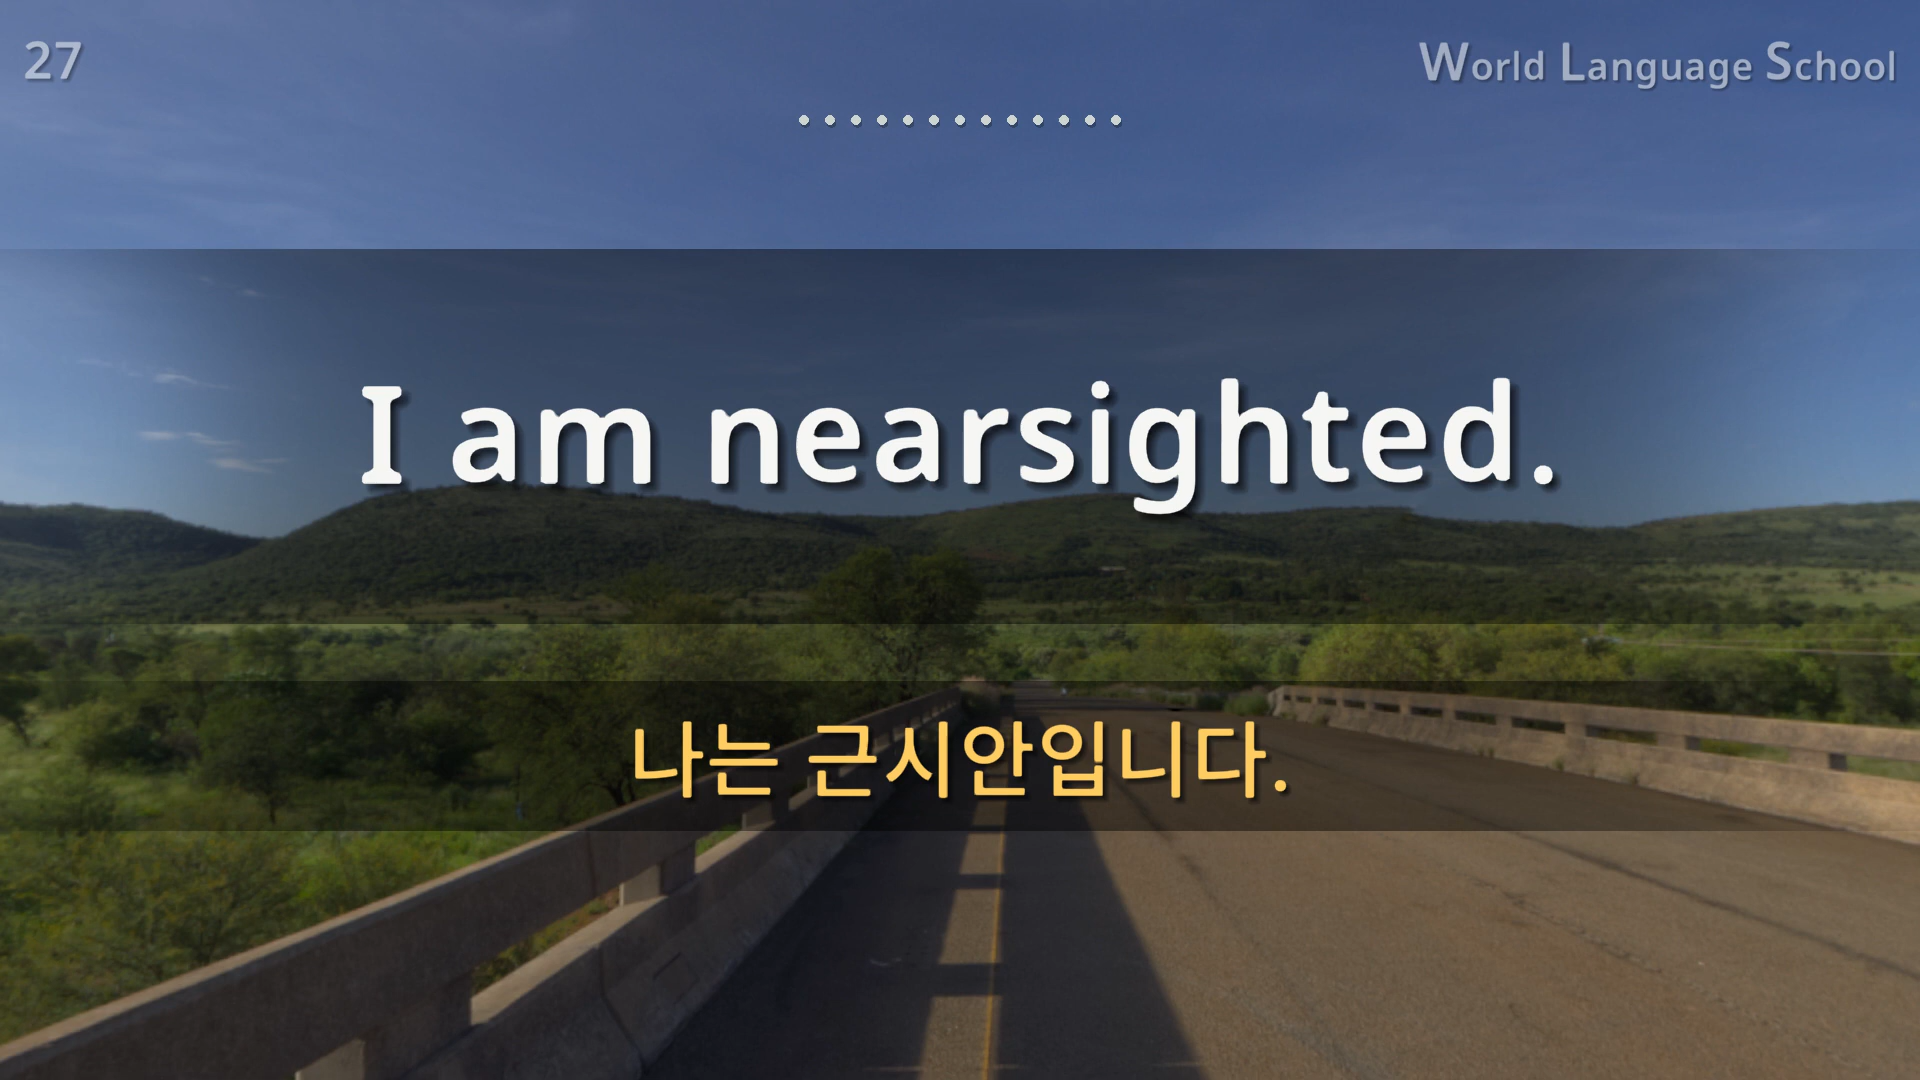 27
World Language School
I am nearsighted.
나는 근시안입니다.